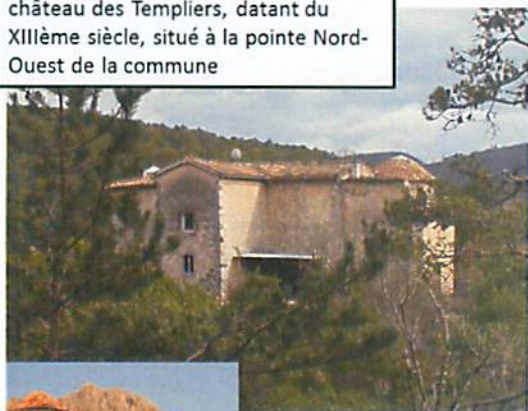 château des Templiers, datant du
XIIIème siècle, situé à la pointe Nord-
Ouest de la commune